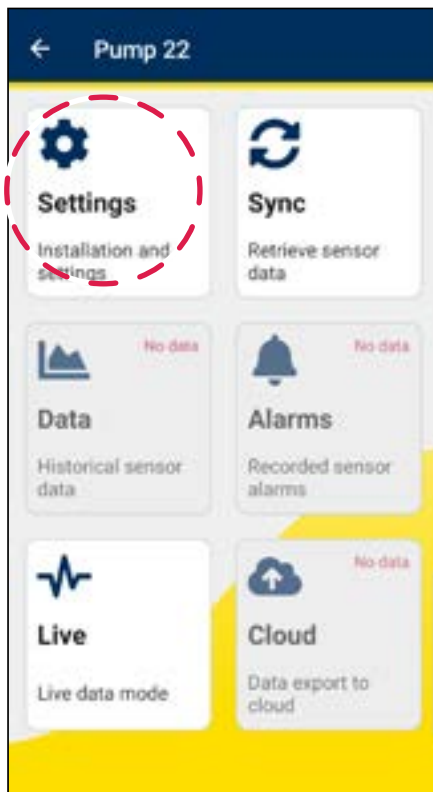 Pump 22
Settings
Installation and
settings
Sync
Retrieve sensor
data
No data
Data
Historical sensor
data
No data
Alarms
Recorded sensor
alarms
Live
Live data mode
No data
Cloud
Data export to
cloud